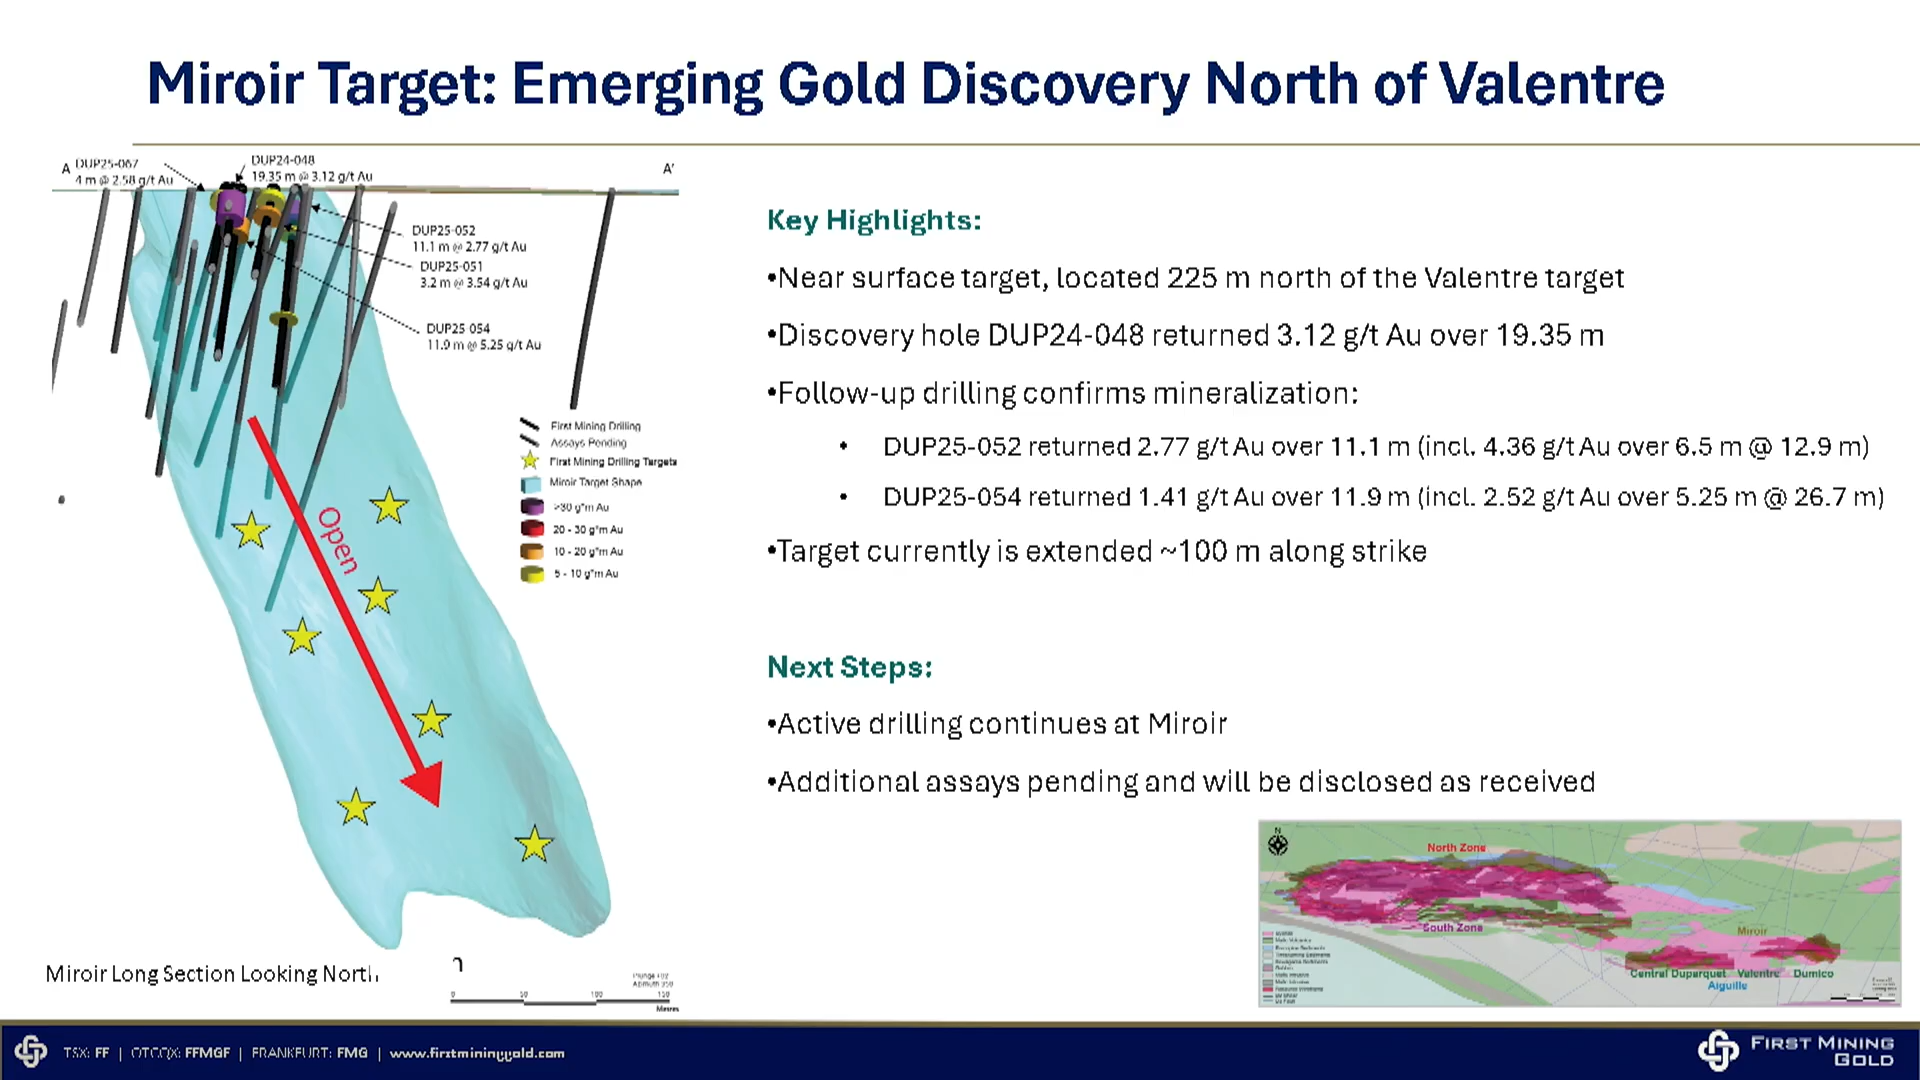 Miroir Target: Emerging Gold Discovery North of Valentre
A
DUP25-067
4 m @ 2.58 g/t Au
DUP24-048
19.35 m @ 3.12 g/t Au
A'
DUP25-052
11.1 m @ 2.77 g/t Au
DUP25-051
3.2 m @ 3.54 g/t Au
DUP25 054
11.9 m @ 5.25 g/t Au
First Mining Drilling
Assays Pending
First Mining Drilling Targets
Miroir Target Shape
>30 g*m Au
20 - 30 g*m Au
10 - 20 g*m Au
5 - 10 g*m Au
Open
Miroir Long Section Looking North
0 50 100 150
Metres
Key Highlights:
•Near surface target, located 225 m north of the Valentre target
•Discovery hole DUP24-048 returned 3.12 g/t Au over 19.35 m
•Follow-up drilling confirms mineralization:
• DUP25-052 returned 2.77 g/t Au over 11.1 m (incl. 4.36 g/t Au over 6.5 m @ 12.9 m)
• DUP25-054 returned 1.41 g/t Au over 11.9 m (incl. 2.52 g/t Au over 5.25 m @ 26.7 m)
•Target currently is extended ~100 m along strike
Next Steps:
•Active drilling continues at Miroir
•Additional assays pending and will be disclosed as received
N
North Zone
South Zone
Miroir
Central Duparquet Valentre Dumico
Aiguille
TSX: FF | OTCQX: FFMGF | FRANKFURT: FMG | www.firstmininggold.com
FIRST MINING
GOLD